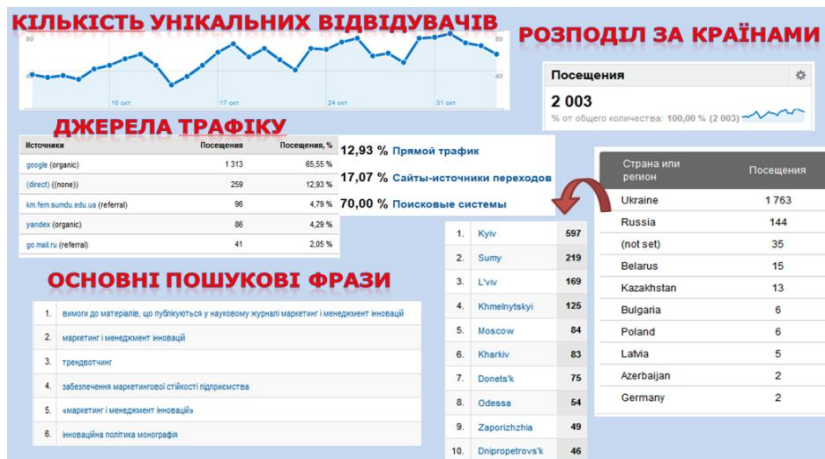 КІЛЬКІСТЬ УНІКАЛЬНИХ ВІДВІДУВАЧІВ
80
80
40
10 окт
17 окт
24 окт
31 окт
РОЗПОДІЛ ЗА КРАЇНАМИ
Посещения
2 003
% от общего количества: 100,00 % (2 003)
ДЖЕРЕЛА ТРАФІКУ
Источники Посещения Посещения, %
google (organic) 1 313 65,55 %
(direct) ((none)) 259 12,93 %
km.fem.sumdu.edu.ua (referral) 96 4,79 %
yandex (organic) 86 4,29 %
go.mail.ru (referral) 41 2,05 %
12,93 % Прямой трафик
17,07 % Сайты-источники переходов
70,00 % Поисковые системы
Страна или регион Посещения
Ukraine 1 763
Russia 144
(not set) 35
Belarus 15
Kazakhstan 13
Bulgaria 6
Poland 6
Latvia 5
Azerbaijan 2
Germany 2
1. Kyiv 597
2. Sumy 219
3. L'viv 169
4. Khmelnytskyi 125
5. Moscow 84
6. Kharkiv 83
7. Donets'k 75
8. Odessa 54
9. Zaporizhzhia 49
10. Dnipropetrovs'k 46
ОСНОВНІ ПОШУКОВІ ФРАЗИ
1. вимоги до матеріалів, що публікуються у науковому журналі маркетинг і менеджмент інновацій
2. маркетинг і менеджмент інновацій
3. трендвотчинг
4. забезпечення маркетингової стійкості підприємства
5. «маркетинг і менеджмент інновацій»
6. інноваційна політика монографія